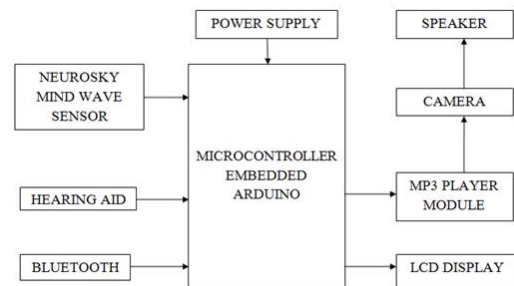 POWER SUPPLY
SPEAKER
NEUROSKY
MIND WAVE
SENSOR
CAMERA
MICROCONTROLLER
EMBEDDED
ARDUINO
HEARING AID
MP3 PLAYER
MODULE
BLUETOOTH
LCD DISPLAY